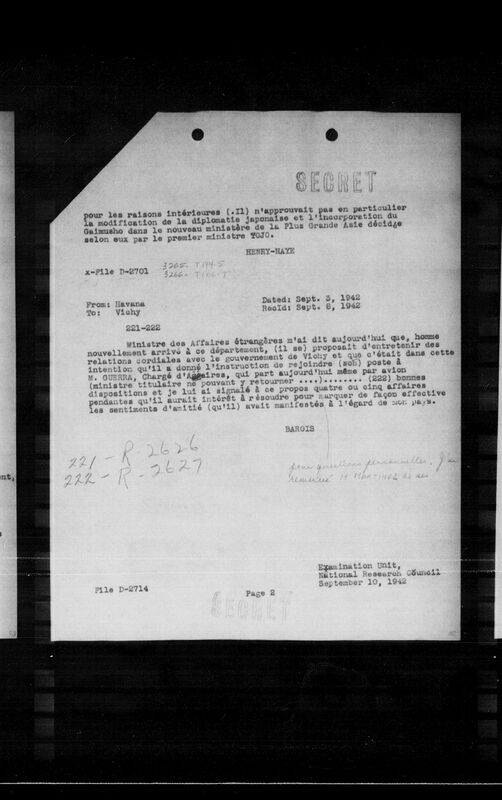 SECRET
pour les raisons intérieures (.Il) n'approuvait pas en particulier
la modification de la diplomatie japonaise et l'incorporation du
Gaimusho dans le nouveau ministère de la Plus Grande Asie décidée
selon eux par le premier ministre TOJO.
HENRY-HAYE
x-File D-2701
From: Havana
Dated: Sept. 3, 1942
To: Vichy
Recld: Sept. 8, 1942
221-222
Ministre des Affaires étrangères m'ai dit aujourd'hui que, homme
nouvellement arrivé à ce département, (il se) proposait d'entretenir des
relations cordiales avec le gouvernement de Vichy et que c'était dans cette
intention qu'il a donné l'instruction de rejoindre (son) poste à
M. GUERRA, Chargé d'Affaires, qui part aujourd'hui même par avion
(ministre titulaire ne pouvant y retourner ....)........ (222) bonnes
dispositions et je lui ai signalé à ce propos quatre ou cinq affaires
pendantes qu'il aurait intérêt à résoudre pour marquer de façon effective
les sentiments d'amitié (qu'il) avait manifestés à l'égard de mon pays.
BAROIS
221 - R - 2626
222 - R - 2627
pour questions personnelles.
Examination Unit,
National Research Council
September 10, 1942
File D-2714
Page 2
SECRET
ent,